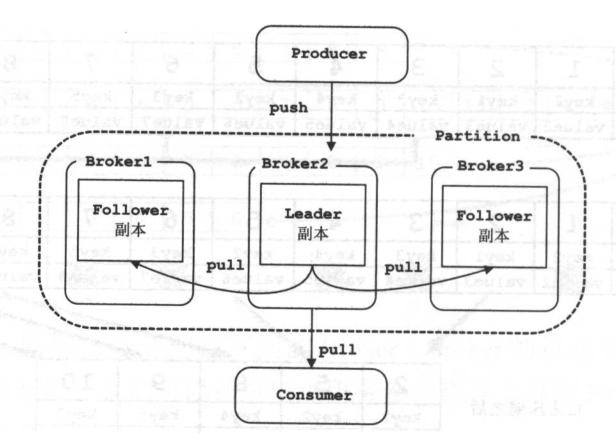 Producer
push
Partition
Broker1
Broker2
Broker3
Follower
副本
Leader
副本
Follower
副本
pull
pull
pull
Consumer